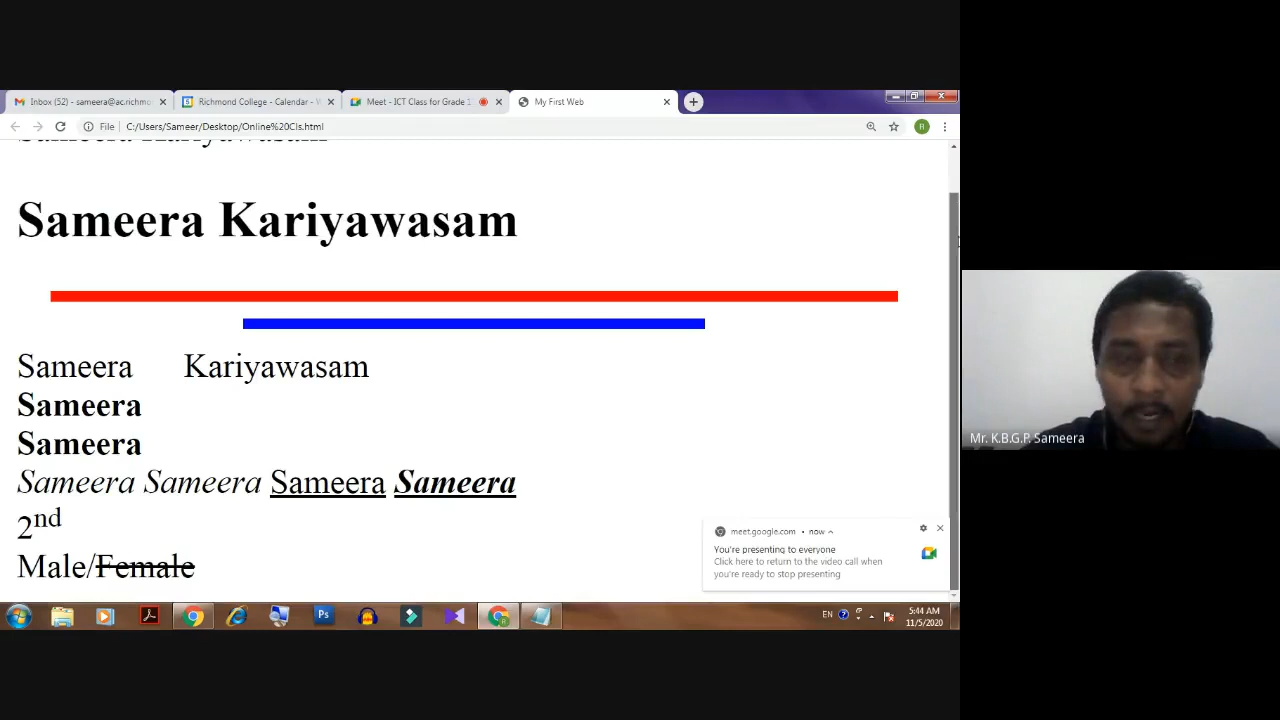 Inbox (52) - sameera@ac.richmo
Richmond College - Calendar - W
Meet - ICT Class for Grade 1
My First Web
File
C:/Users/Sameer/Desktop/Online%20Cls.html
R
Sameera Kariyawasam
Sameera Kariyawasam
Sameera Kariyawasam
Sameera
Sameera
Sameera Sameera Sameera Sameera
2nd
Male/Female
meet.google.com • now
You're presenting to everyone
Click here to return to the video call when
you're ready to stop presenting
Mr. K.B.G.P. Sameera
Ps
EN
5:44 AM
11/5/2020